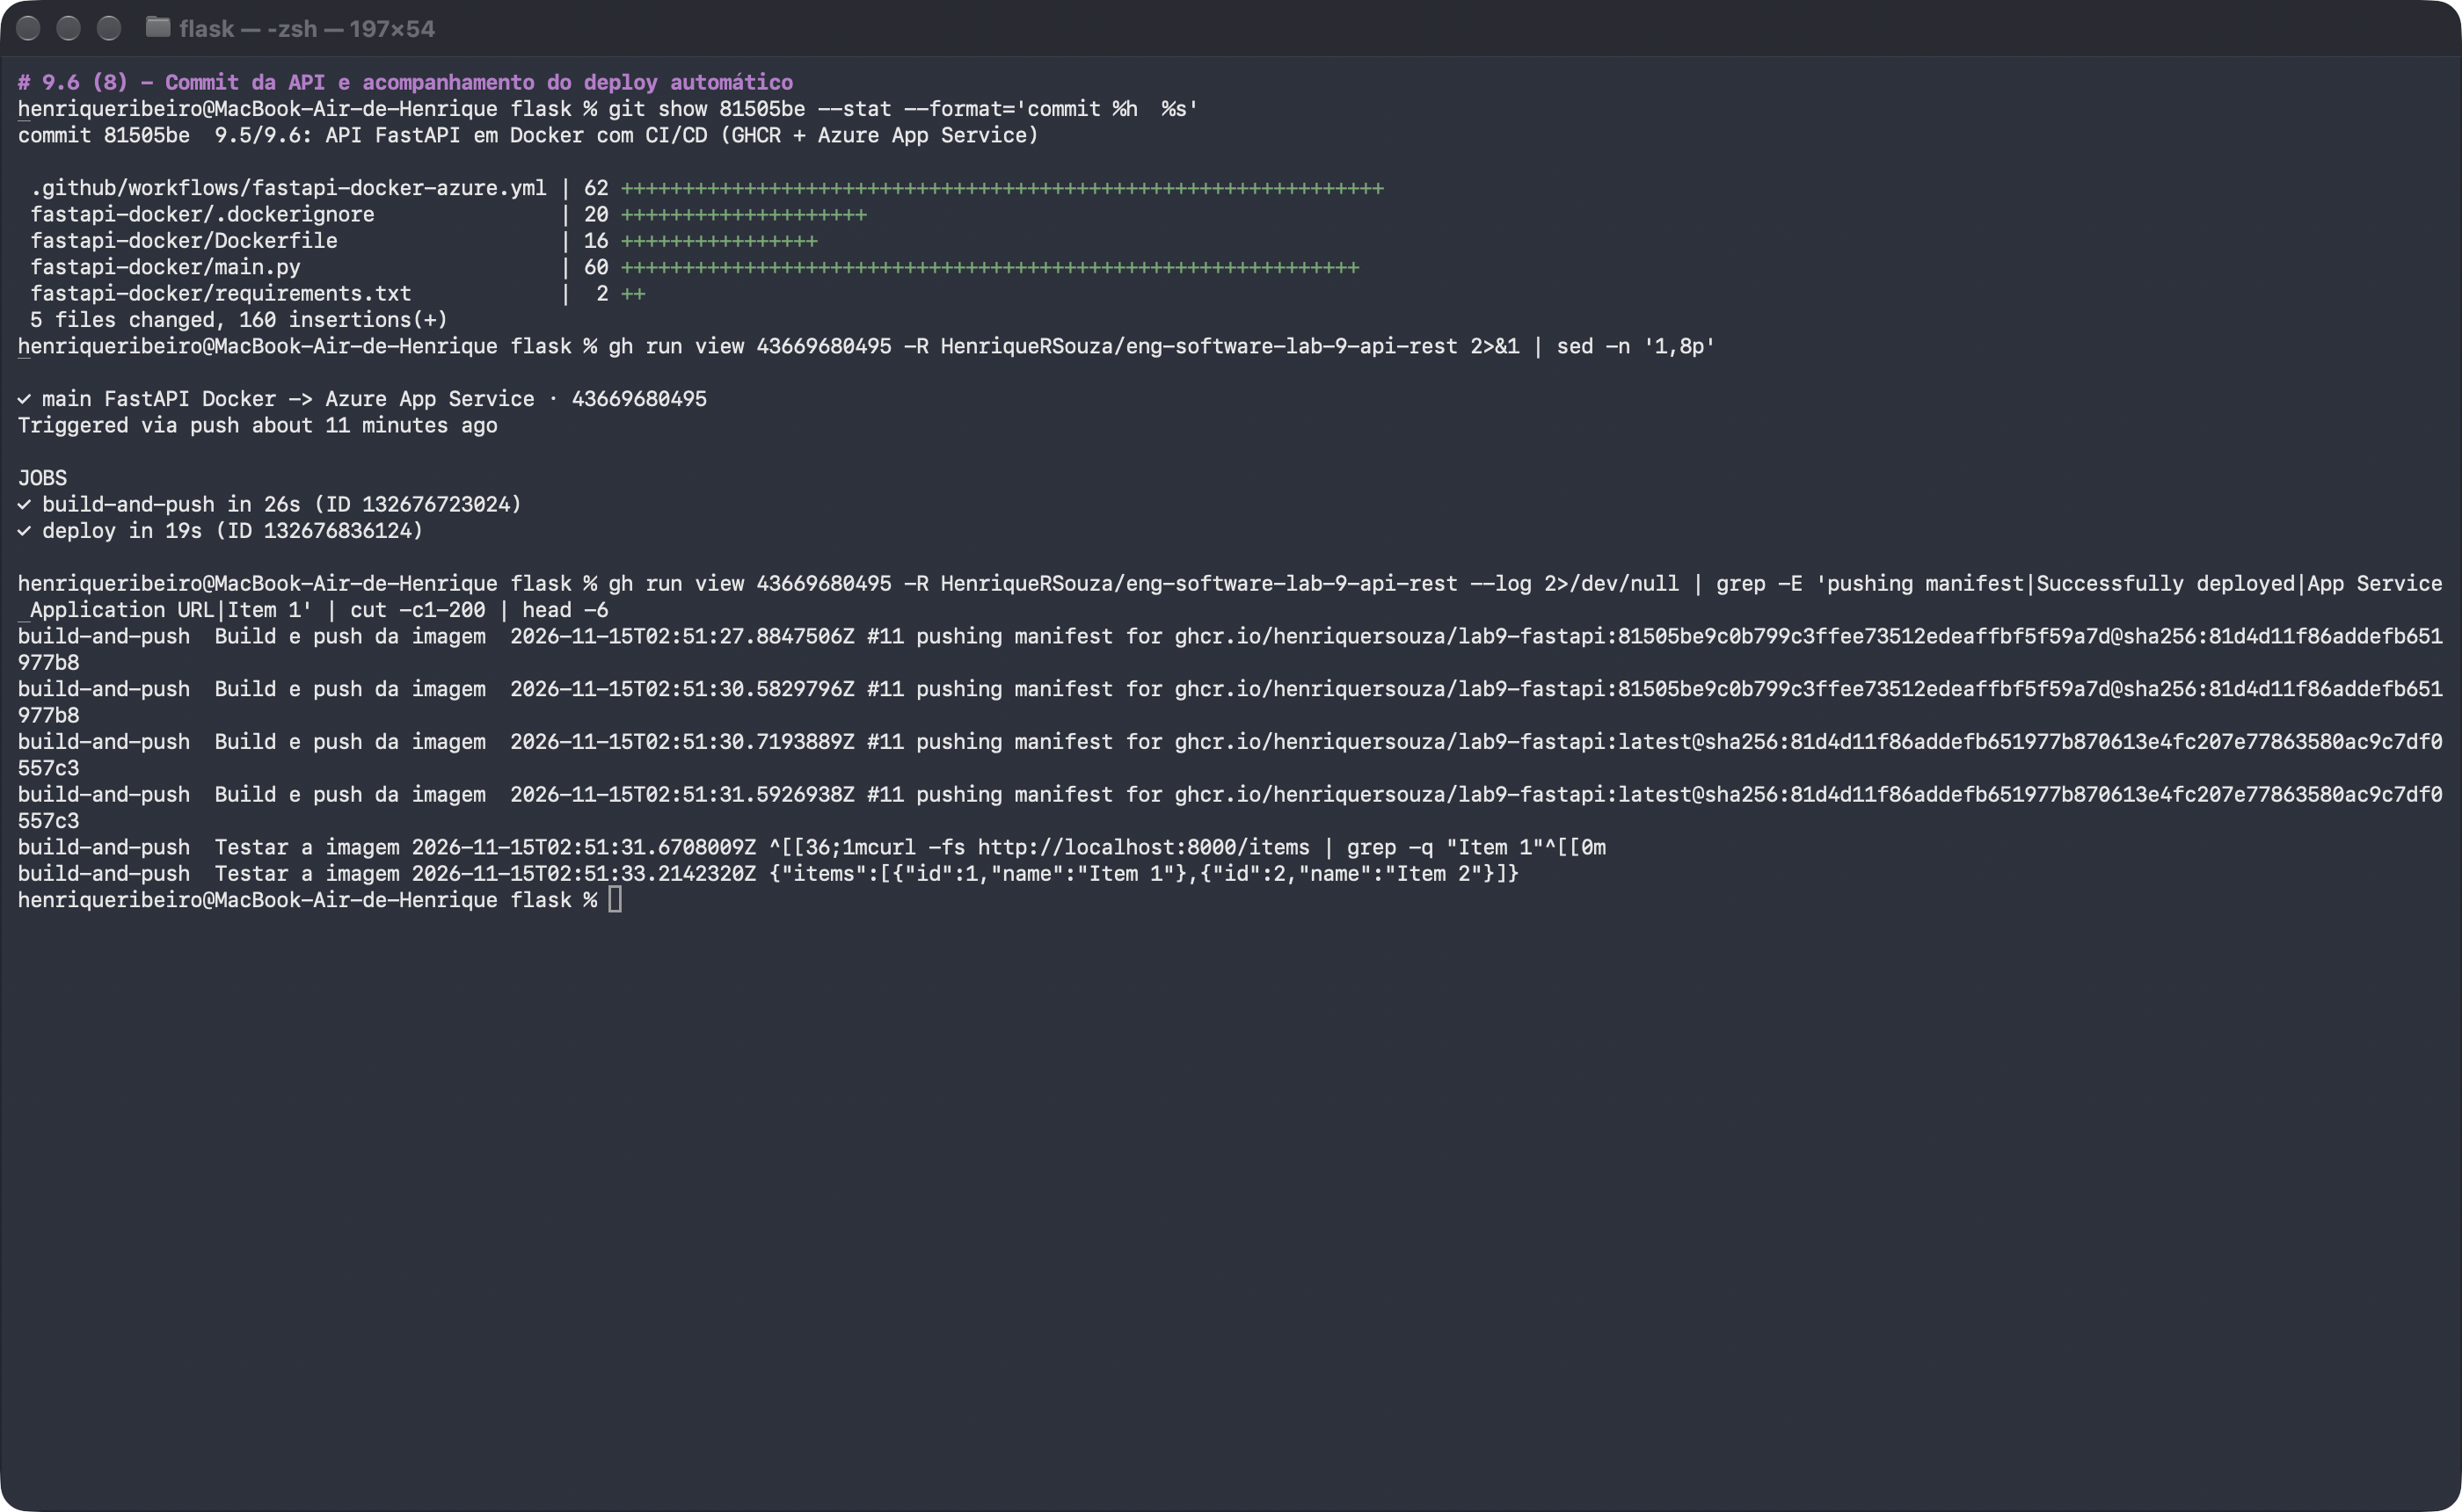 flask — -zsh — 197×54
# 9.6 (8) — Commit da API e acompanhamento do deploy automático
henriqueribeiro@MacBook-Air-de-Henrique flask % git show 81505be --stat --format='commit %h  %s'
commit 81505be  9.5/9.6: API FastAPI em Docker com CI/CD (GHCR + Azure App Service)
.github/workflows/fastapi-docker-azure.yml | 62 ++++++++++++++++++++++++++++++++++++++++++++++++++++++++++++++
fastapi-docker/.dockerignore               | 20 ++++++++++++++++++++
fastapi-docker/Dockerfile                  | 16 ++++++++++++++++
fastapi-docker/main.py                     | 60 ++++++++++++++++++++++++++++++++++++++++++++++++++++++++++++
fastapi-docker/requirements.txt            |  2 ++
5 files changed, 160 insertions(+)
henriqueribeiro@MacBook-Air-de-Henrique flask % gh run view 43669680495 -R HenriqueRSouza/eng-software-lab-9-api-rest 2>&1 | sed -n '1,8p'
✓ main FastAPI Docker -> Azure App Service · 43669680495
Triggered via push about 11 minutes ago
JOBS
✓ build-and-push in 26s (ID 132676723024)
✓ deploy in 19s (ID 132676836124)
henriqueribeiro@MacBook-Air-de-Henrique flask % gh run view 43669680495 -R HenriqueRSouza/eng-software-lab-9-api-rest --log 2>/dev/null | grep -E 'pushing manifest|Successfully deployed|App Service
Application URL|Item 1' | cut -c1-200 | head -6
build-and-push  Build e push da imagem  2026-11-15T02:51:27.8847506Z #11 pushing manifest for ghcr.io/henriquersouza/lab9-fastapi:81505be9c0b799c3ffee73512edeaffbf5f59a7d@sha256:81d4d11f86addefb651
977b8
build-and-push  Build e push da imagem  2026-11-15T02:51:30.5829796Z #11 pushing manifest for ghcr.io/henriquersouza/lab9-fastapi:81505be9c0b799c3ffee73512edeaffbf5f59a7d@sha256:81d4d11f86addefb651
977b8
build-and-push  Build e push da imagem  2026-11-15T02:51:30.7193889Z #11 pushing manifest for ghcr.io/henriquersouza/lab9-fastapi:latest@sha256:81d4d11f86addefb651977b870613e4fc207e77863580ac9c7df0
557c3
build-and-push  Build e push da imagem  2026-11-15T02:51:31.5926938Z #11 pushing manifest for ghcr.io/henriquersouza/lab9-fastapi:latest@sha256:81d4d11f86addefb651977b870613e4fc207e77863580ac9c7df0
557c3
build-and-push  Testar a imagem 2026-11-15T02:51:31.6708009Z ^[[36;1mcurl -fs http://localhost:8000/items | grep -q "Item 1"^[[0m
build-and-push  Testar a imagem 2026-11-15T02:51:33.2142320Z {"items":[{"id":1,"name":"Item 1"},{"id":2,"name":"Item 2"}]}
henriqueribeiro@MacBook-Air-de-Henrique flask %